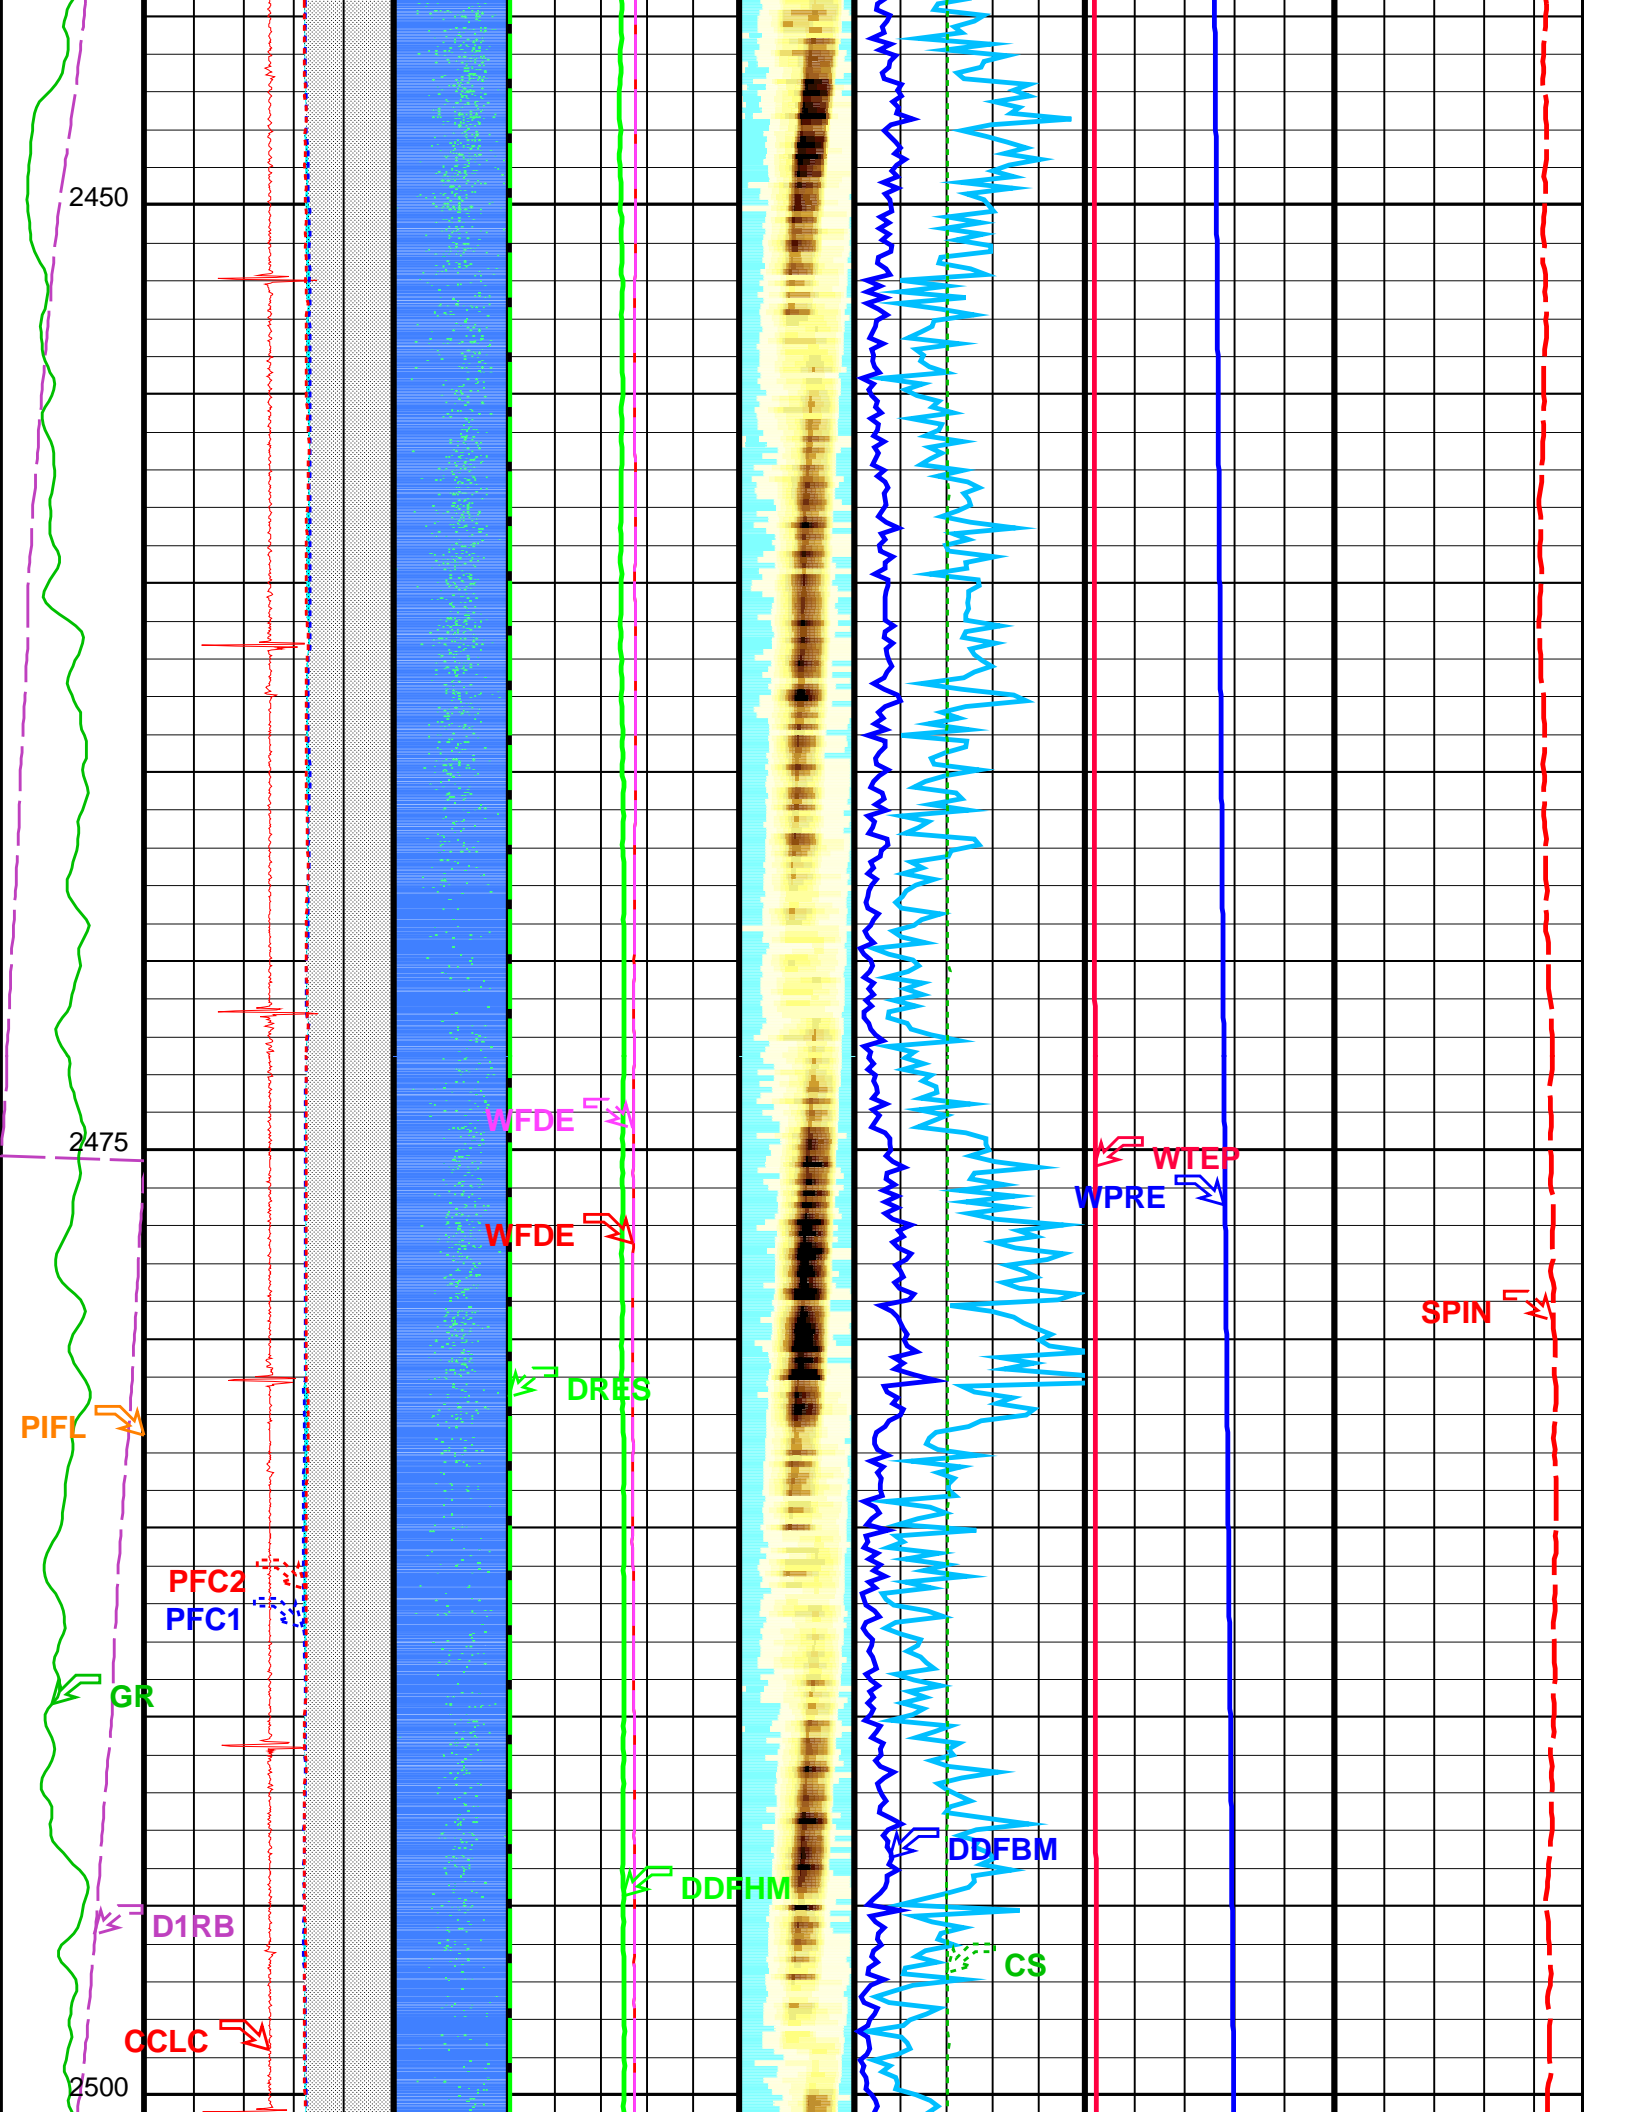 2450
WFDE
2475
WTEP
WPRE
WFDE
SPIN
DRES
PIFL
PFC2
PFC1
GR
DDFBM
DDFHM
D1RB
CS
CCLC
2500